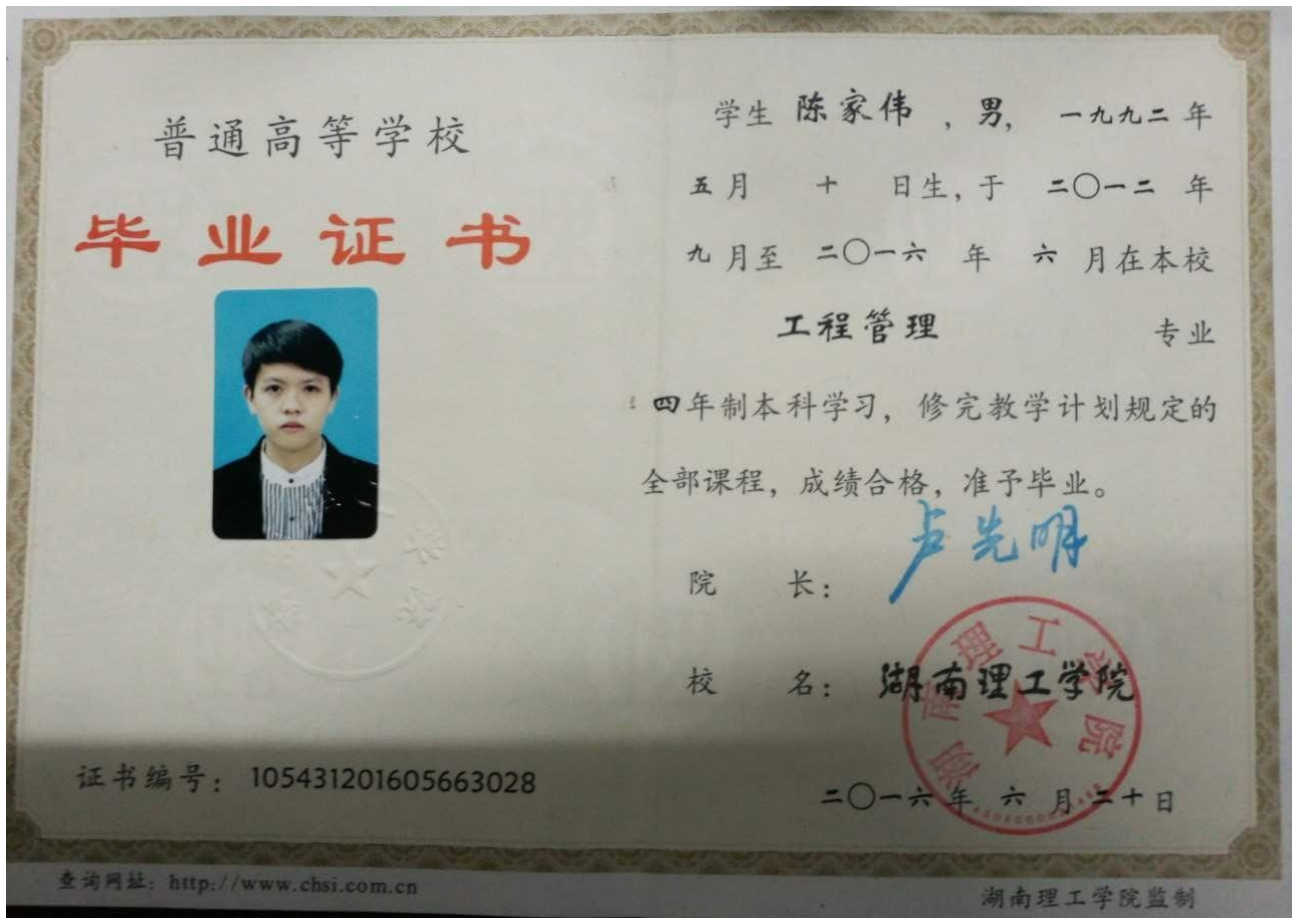 普通高等学校
毕业证书
证书编号：105431201605663028
查询网址：http://www.chsi.com.cn
学生 陈家伟，男，一九九二年
五月 十 日生，于 二〇一二 年
九月至 二〇一六 年 六 月在本校
工程管理 专业
四年制本科学习，修完教学计划规定的
全部课程，成绩合格，准予毕业。
院 长：卢先明
校 名：湖南理工学院
湖南理工学院
二〇一六年 六 月二十日
湖南理工学院监制